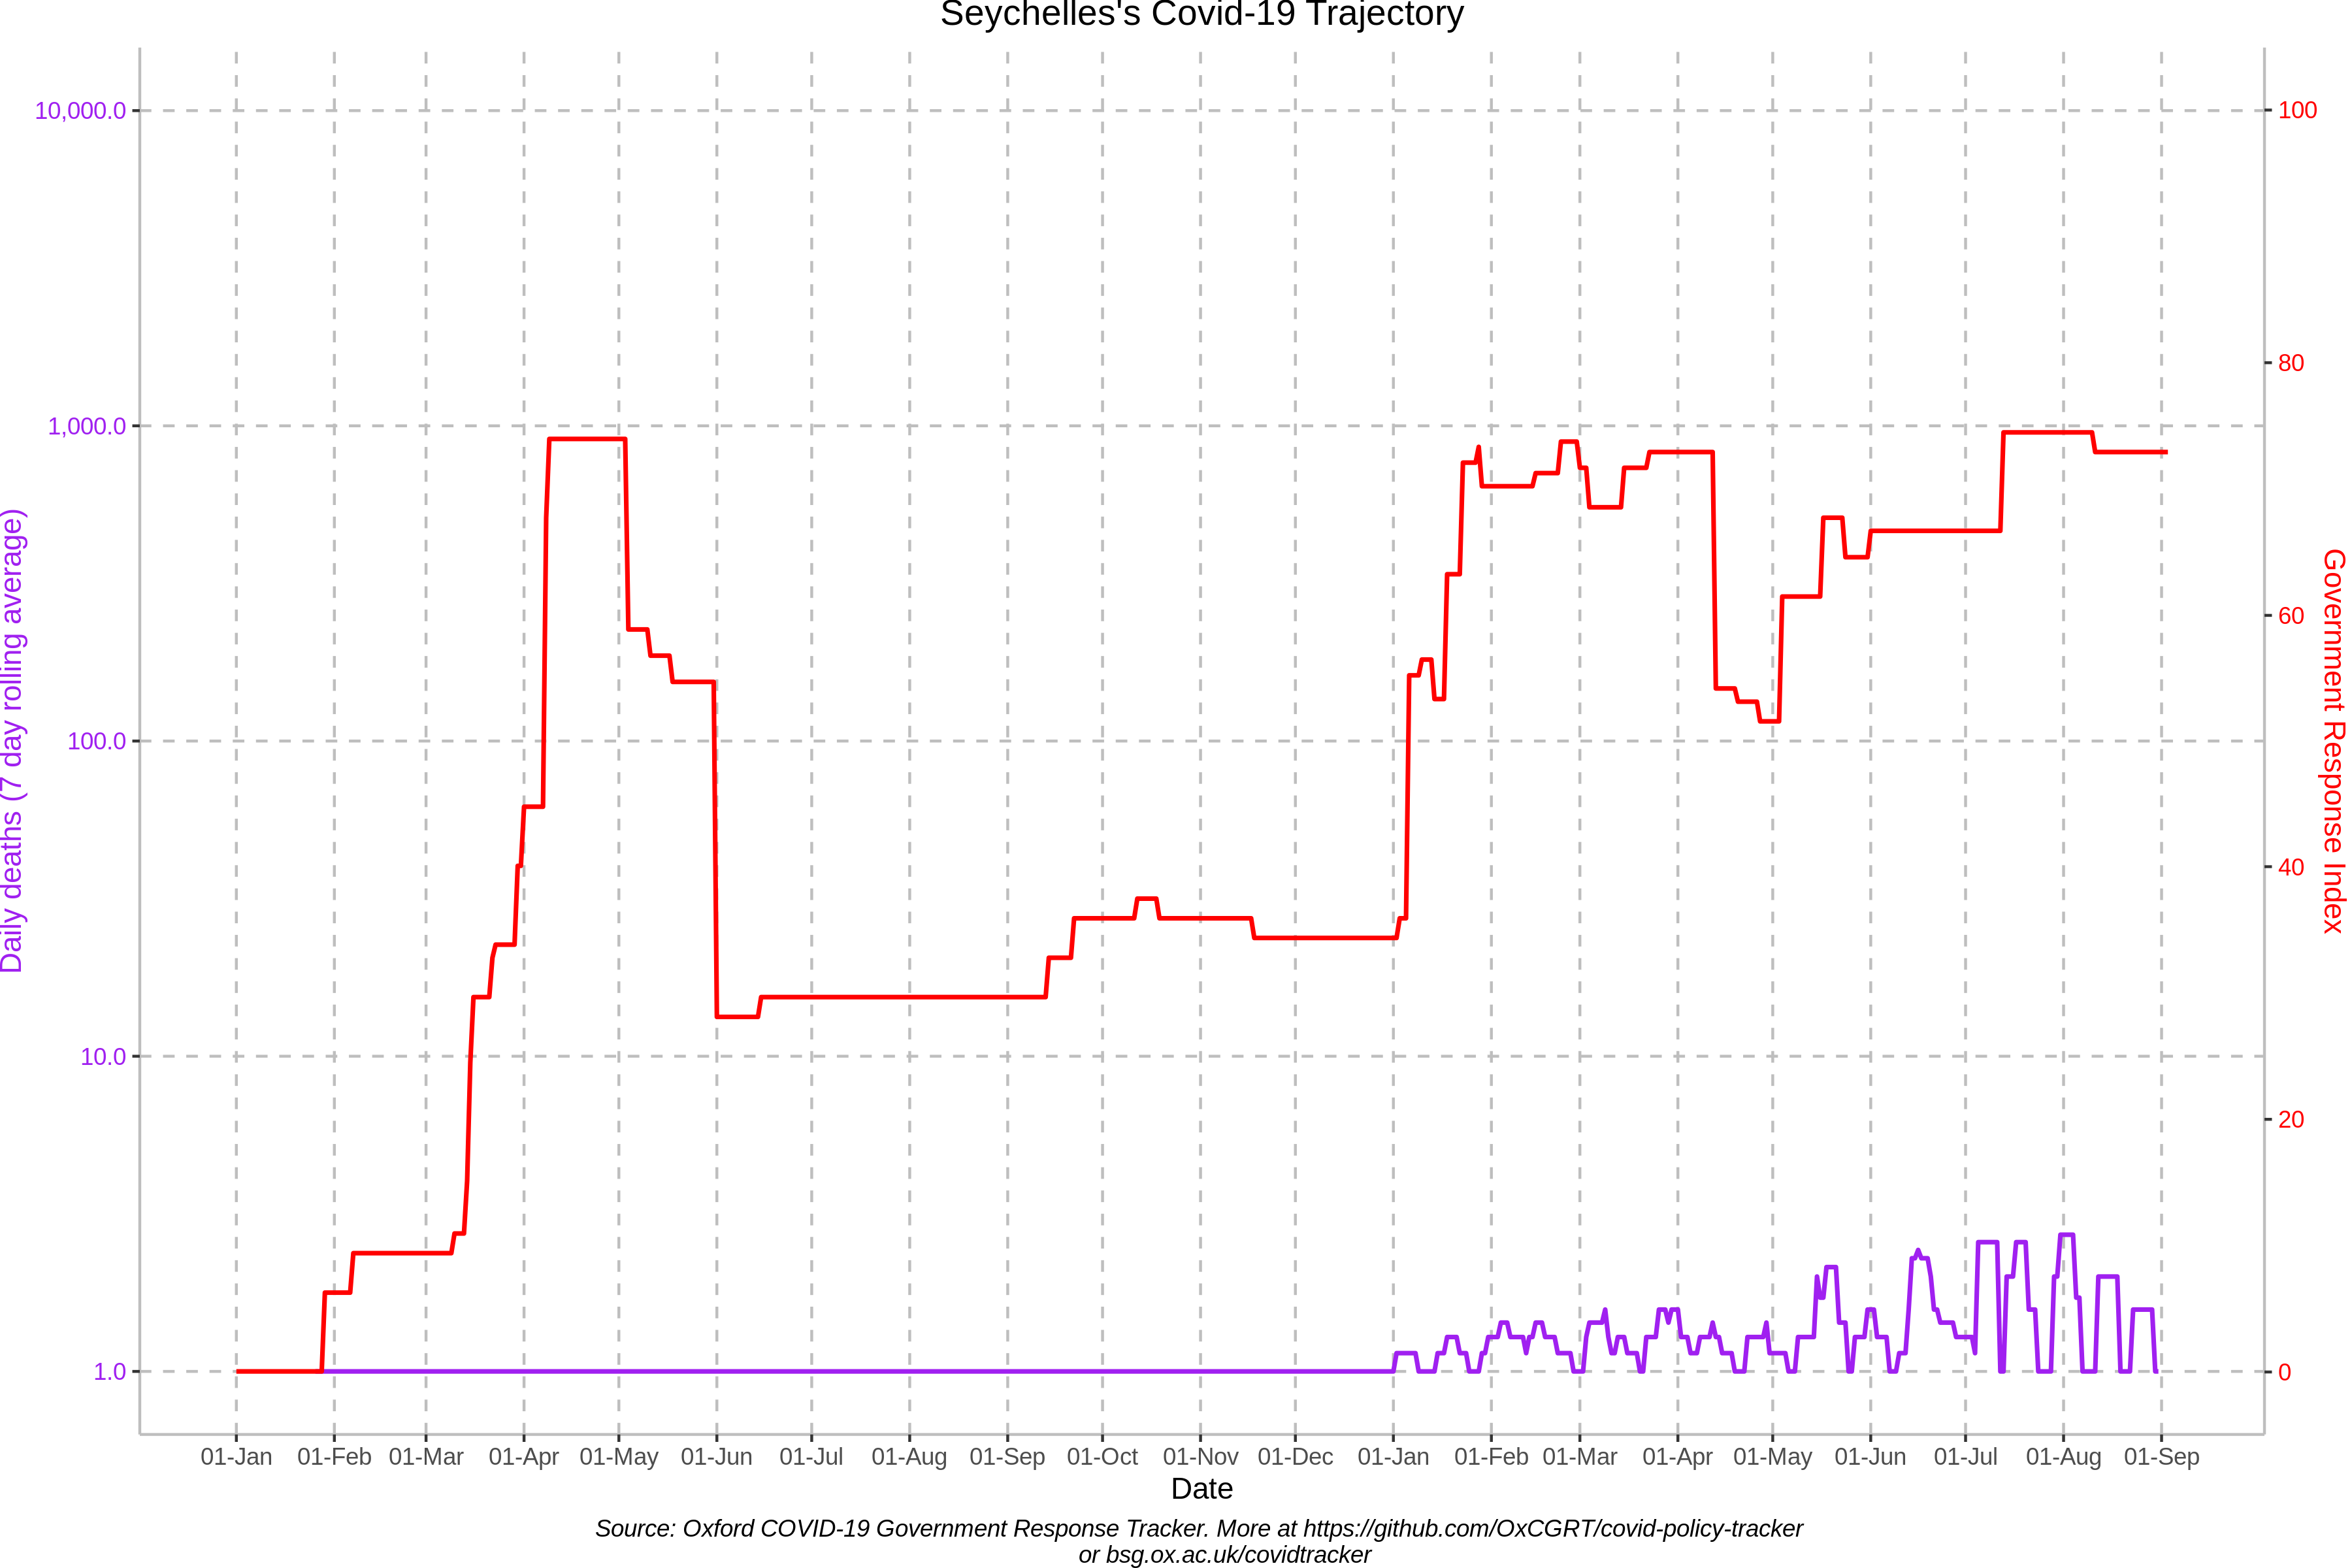 Seychelles's Covid-19 Trajectory
10,000.0
1,000.0
100.0
10.0
1.0
Daily deaths (7 day rolling average)
100
80
60
40
20
0
Government Response Index
01-Jan 01-Feb 01-Mar 01-Apr 01-May 01-Jun 01-Jul 01-Aug 01-Sep 01-Oct 01-Nov 01-Dec 01-Jan 01-Feb 01-Mar 01-Apr 01-May 01-Jun 01-Jul 01-Aug 01-Sep
Date
Source: Oxford COVID-19 Government Response Tracker. More at https://github.com/OxCGRT/covid-policy-tracker
or bsg.ox.ac.uk/covidtracker